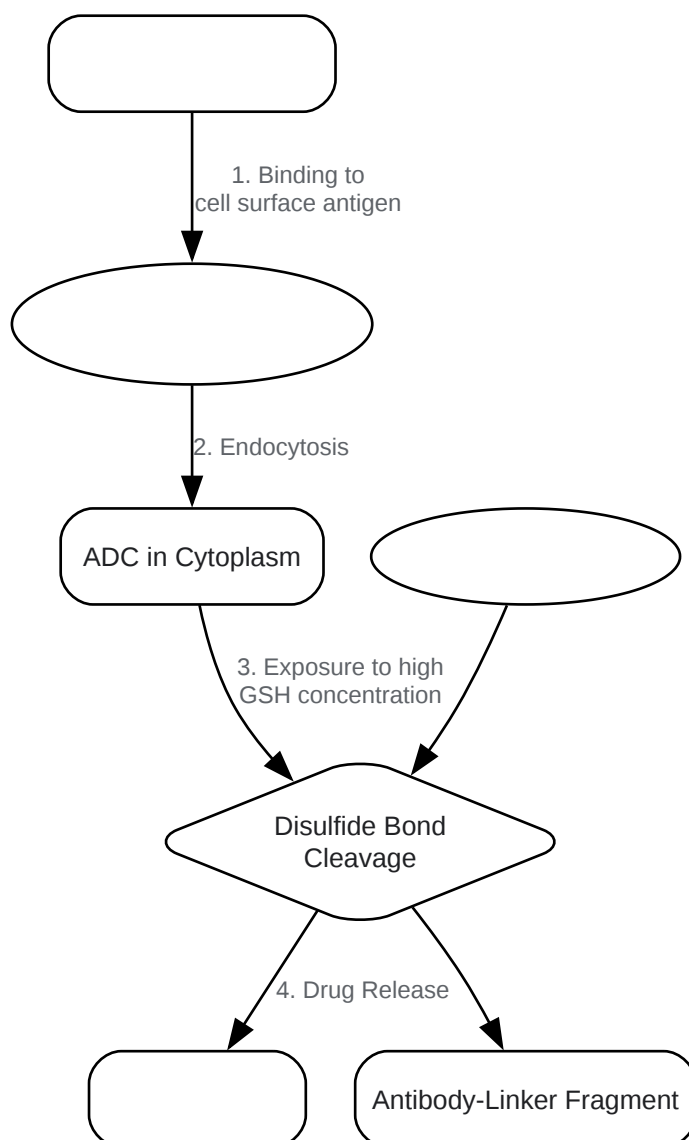 1. Binding to
cell surface antigen
2. Endocytosis
ADC in Cytoplasm
3. Exposure to high
GSH concentration
Disulfide Bond
Cleavage
4. Drug Release
Antibody-Linker Fragment